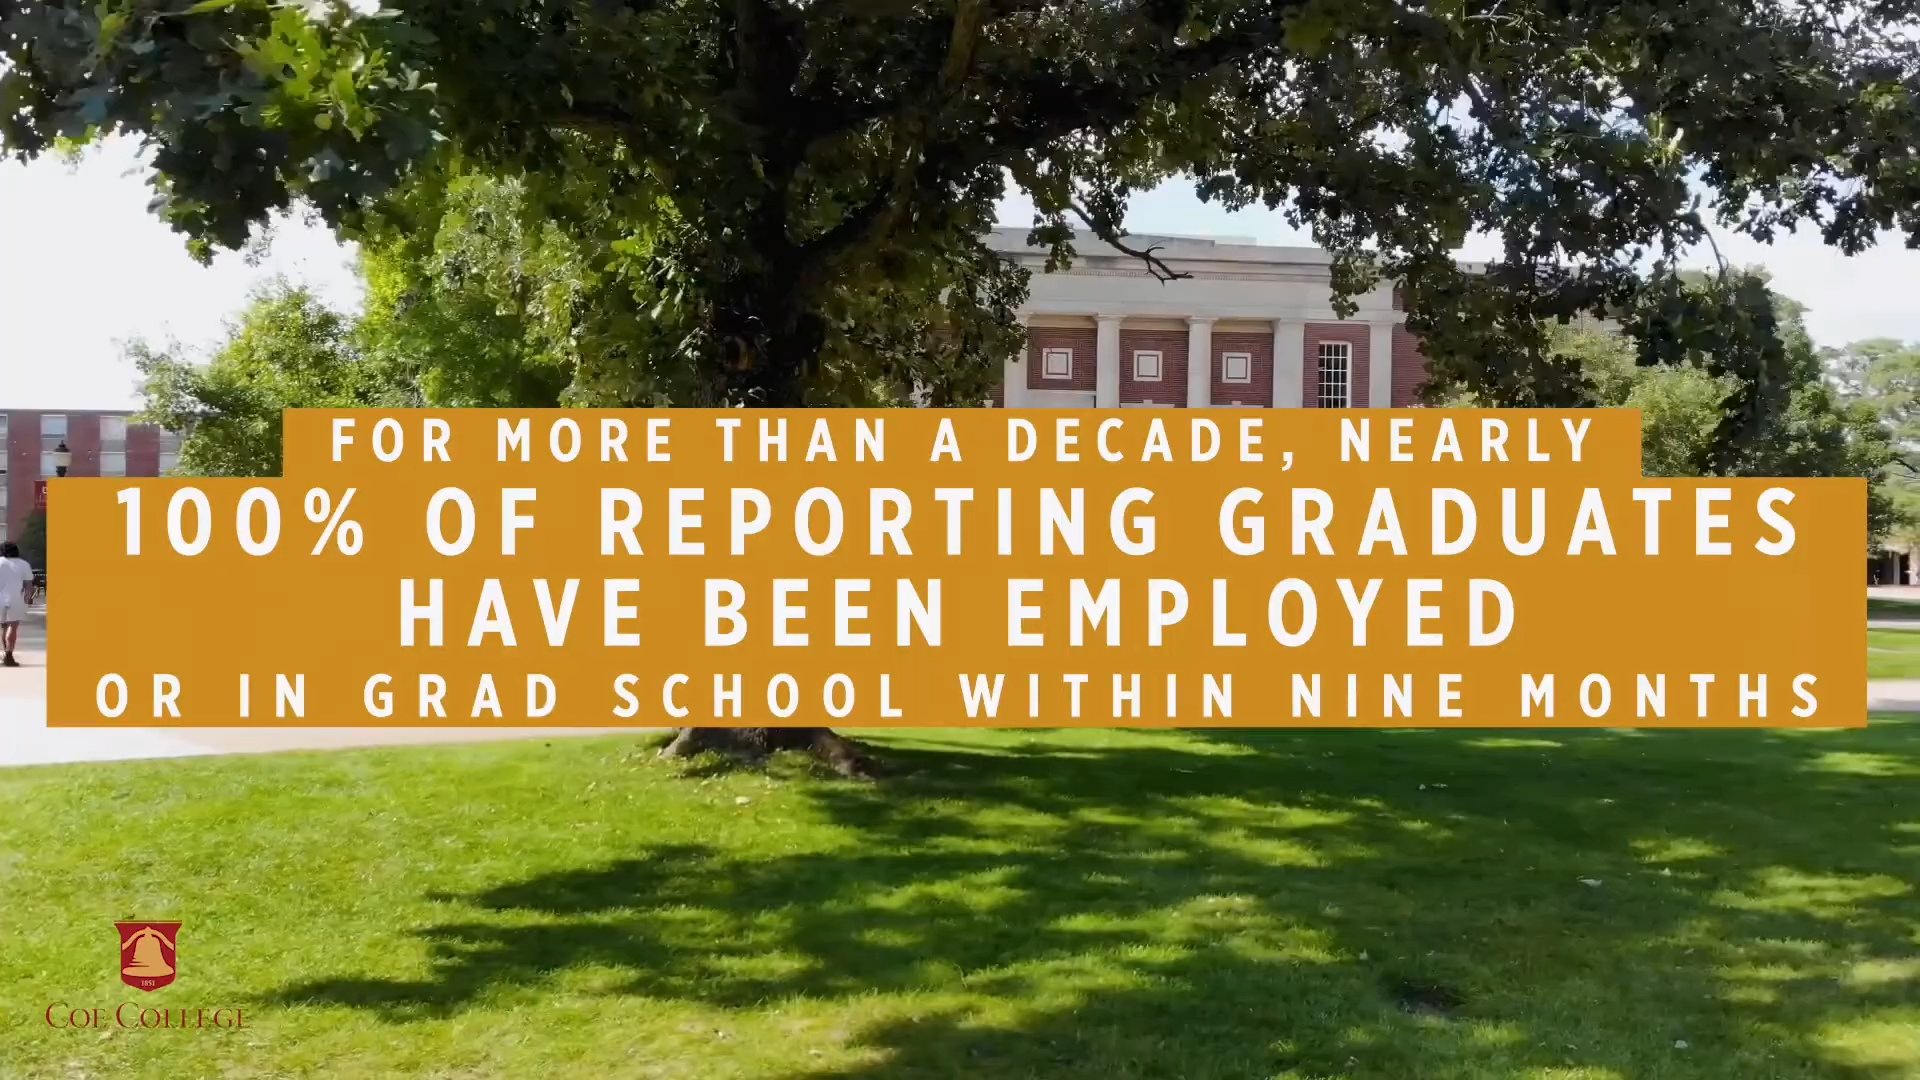 FOR MORE THAN A DECADE, NEARLY
100% OF REPORTING GRADUATES
HAVE BEEN EMPLOYED
OR IN GRAD SCHOOL WITHIN NINE MONTHS
1851
COE COLLEGE